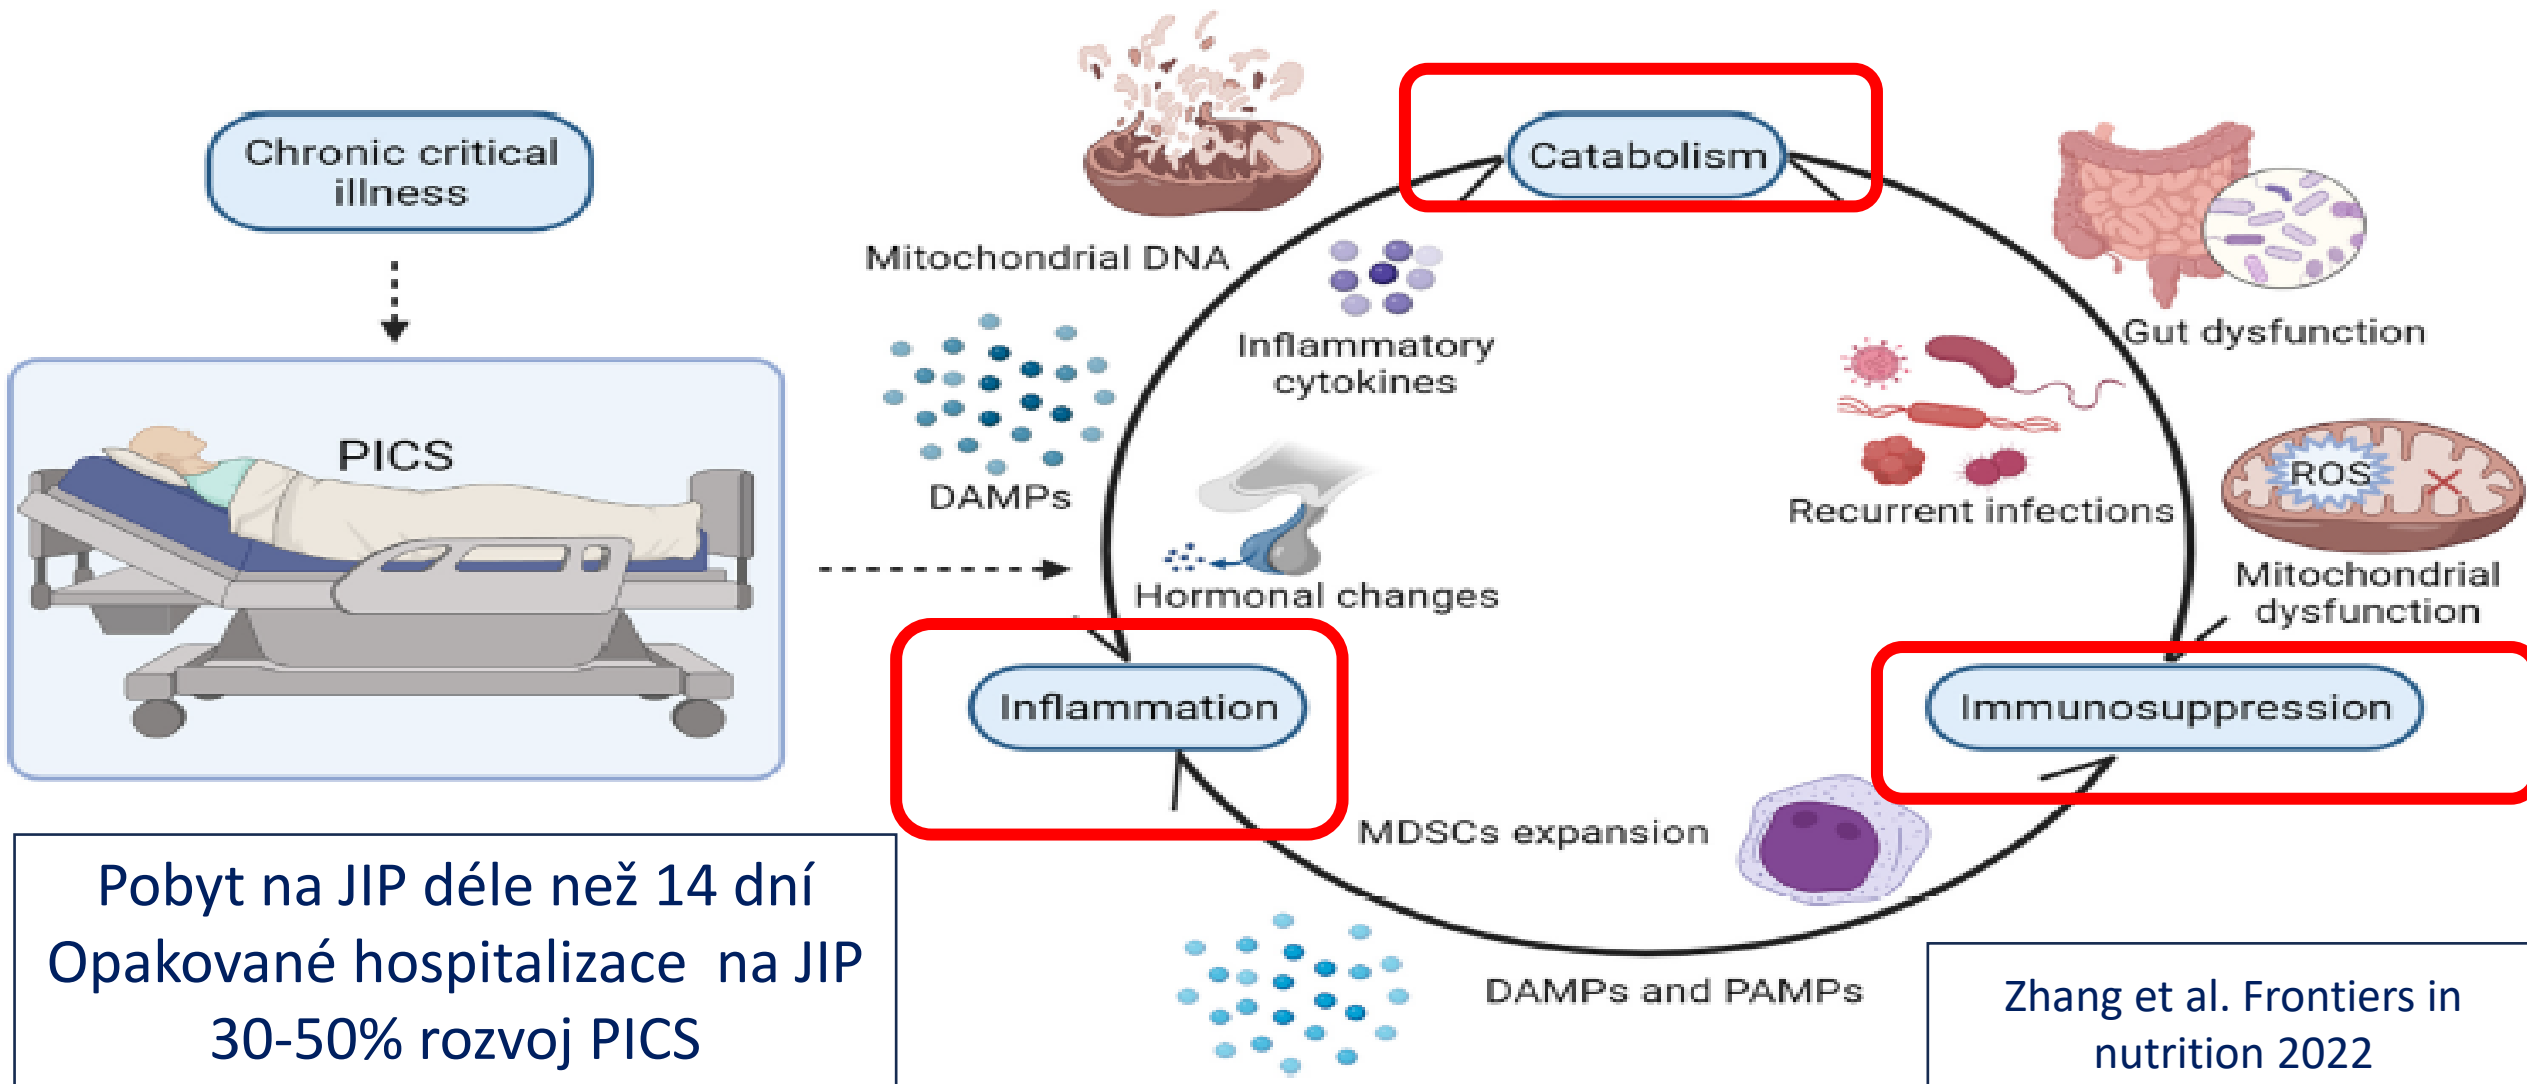 Chronic critical
illness
PICS
Pobyt na JIP déle než 14 dní
Opakované hospitalizace na JIP
30-50% rozvoj PICS
Catabolism
Mitochondrial DNA
Inflammatory
cytokines
DAMPs
Hormonal changes
Gut dysfunction
Recurrent infections
ROS
Mitochondrial
dysfunction
Inflammation
Immunosuppression
MDSCs expansion
DAMPs and PAMPs
Zhang et al. Frontiers in
nutrition 2022